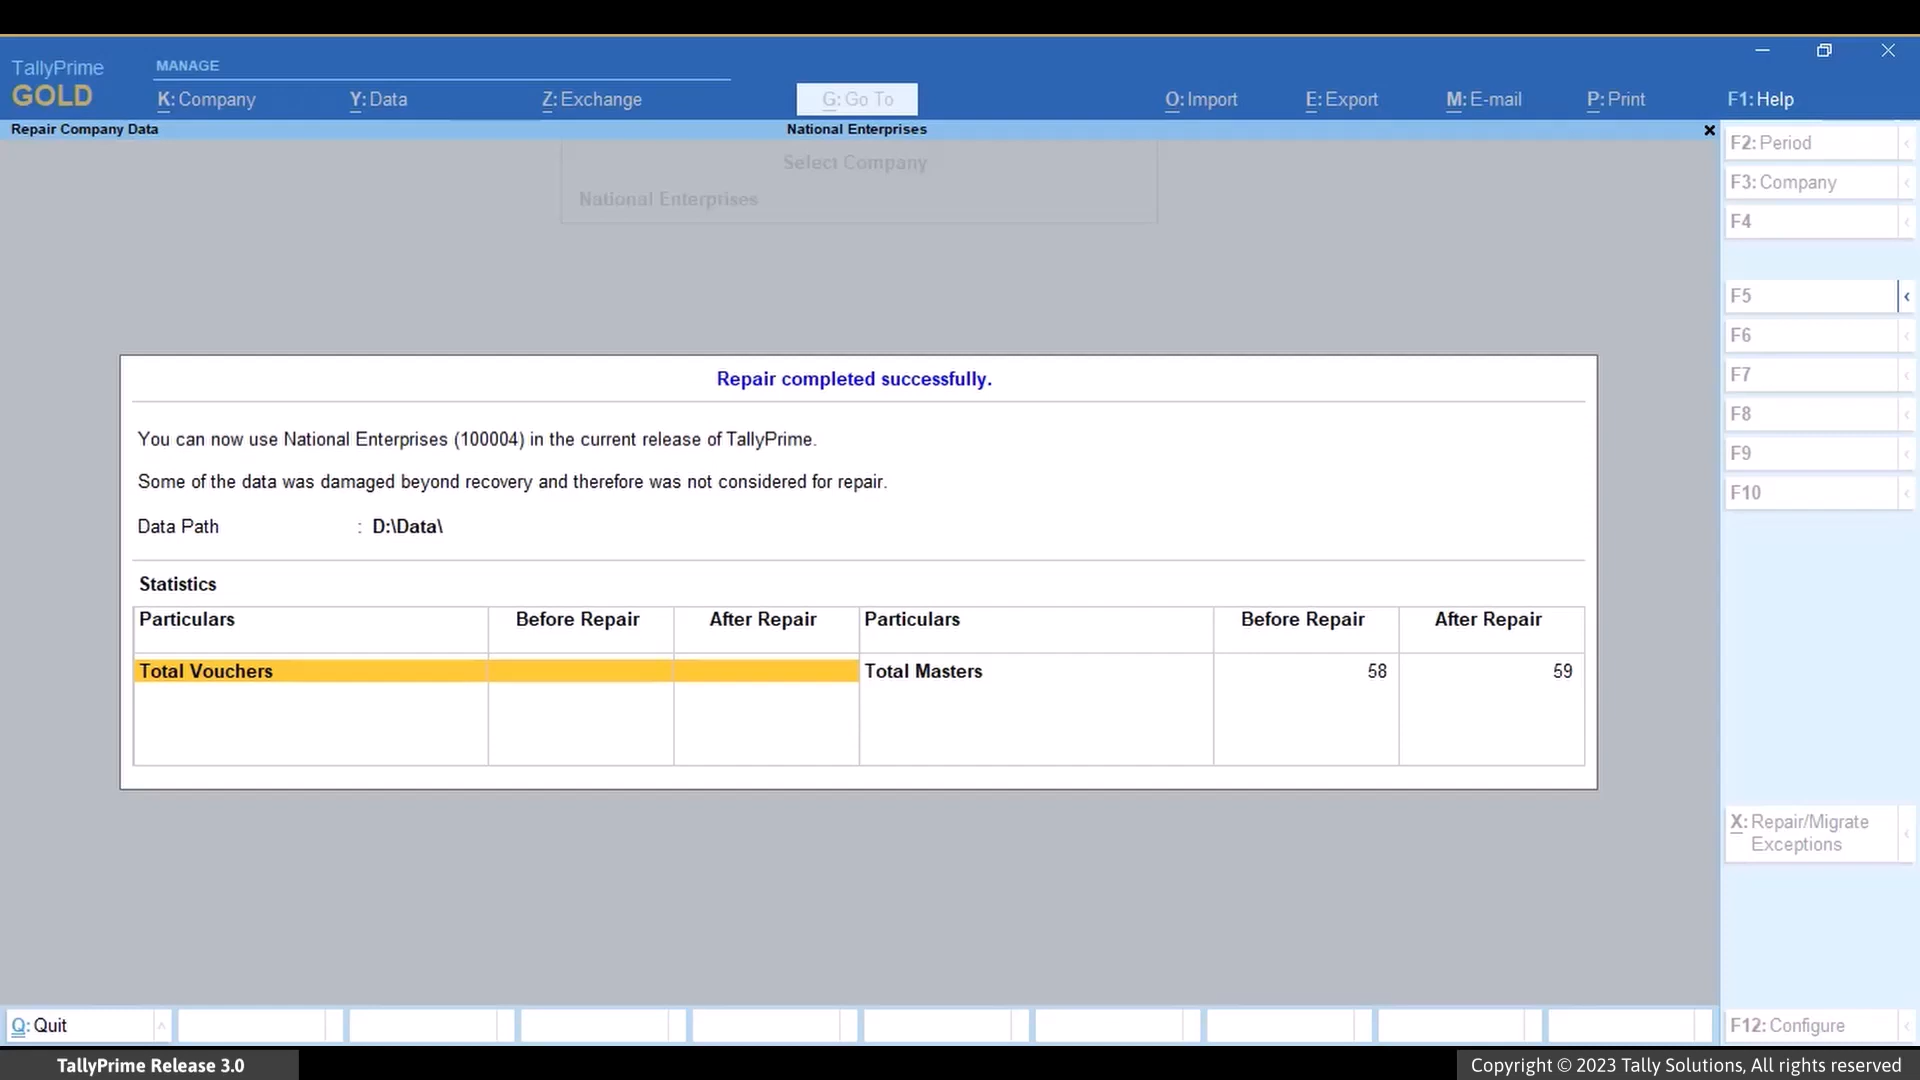 TallyPrime
GOLD
MANAGE
K: Company
Y: Data
Z: Exchange
G: Go To
O: Import
E: Export
M: E-mail
P: Print
F1: Help
Repair Company Data
National Enterprises
Select Company
National Enterprises
F2: Period
F3: Company
F4
F5
F6
F7
F8
F9
F10
X: Repair/Migrate
Exceptions
Repair completed successfully.
You can now use National Enterprises (100004) in the current release of TallyPrime.
Some of the data was damaged beyond recovery and therefore was not considered for repair.
Data Path : D:\Data\
Statistics
Particulars Before Repair After Repair Particulars Before Repair After Repair
Total Vouchers Total Masters 58 59
Q: Quit
F12: Configure
TallyPrime Release 3.0
Copyright © 2023 Tally Solutions, All rights reserved